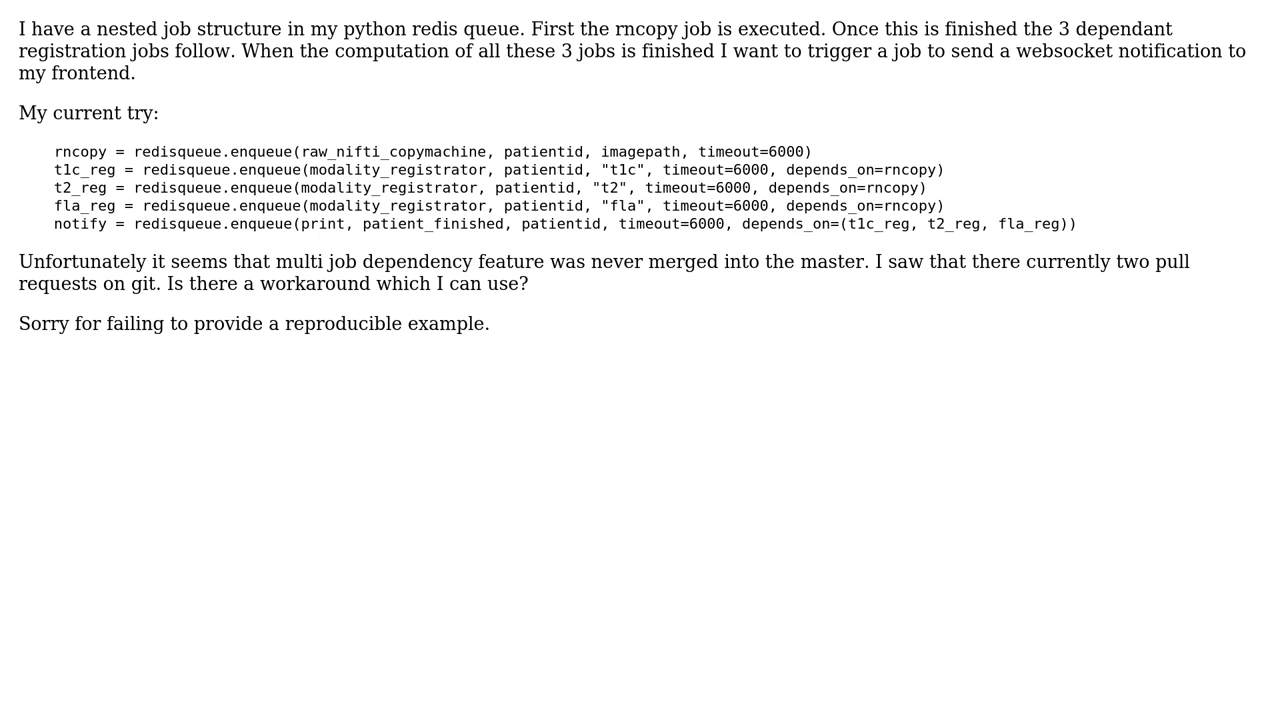 I have a nested job structure in my python redis queue. First the rncopy job is executed. Once this is finished the 3 dependant
registration jobs follow. When the computation of all these 3 jobs is finished I want to trigger a job to send a websocket notification to
my frontend.
My current try:
rncopy = redisqueue.enqueue(raw_nifti_copymachine, patientid, imagepath, timeout=6000)
t1c_reg = redisqueue.enqueue(modality_registrator, patientid, "t1c", timeout=6000, depends_on=rncopy)
t2_reg = redisqueue.enqueue(modality_registrator, patientid, "t2", timeout=6000, depends_on=rncopy)
fla_reg = redisqueue.enqueue(modality_registrator, patientid, "fla", timeout=6000, depends_on=rncopy)
notify = redisqueue.enqueue(print, patient_finished, patientid, timeout=6000, depends_on=(t1c_reg, t2_reg, fla_reg))
Unfortunately it seems that multi job dependency feature was never merged into the master. I saw that there currently two pull
requests on git. Is there a workaround which I can use?
Sorry for failing to provide a reproducible example.